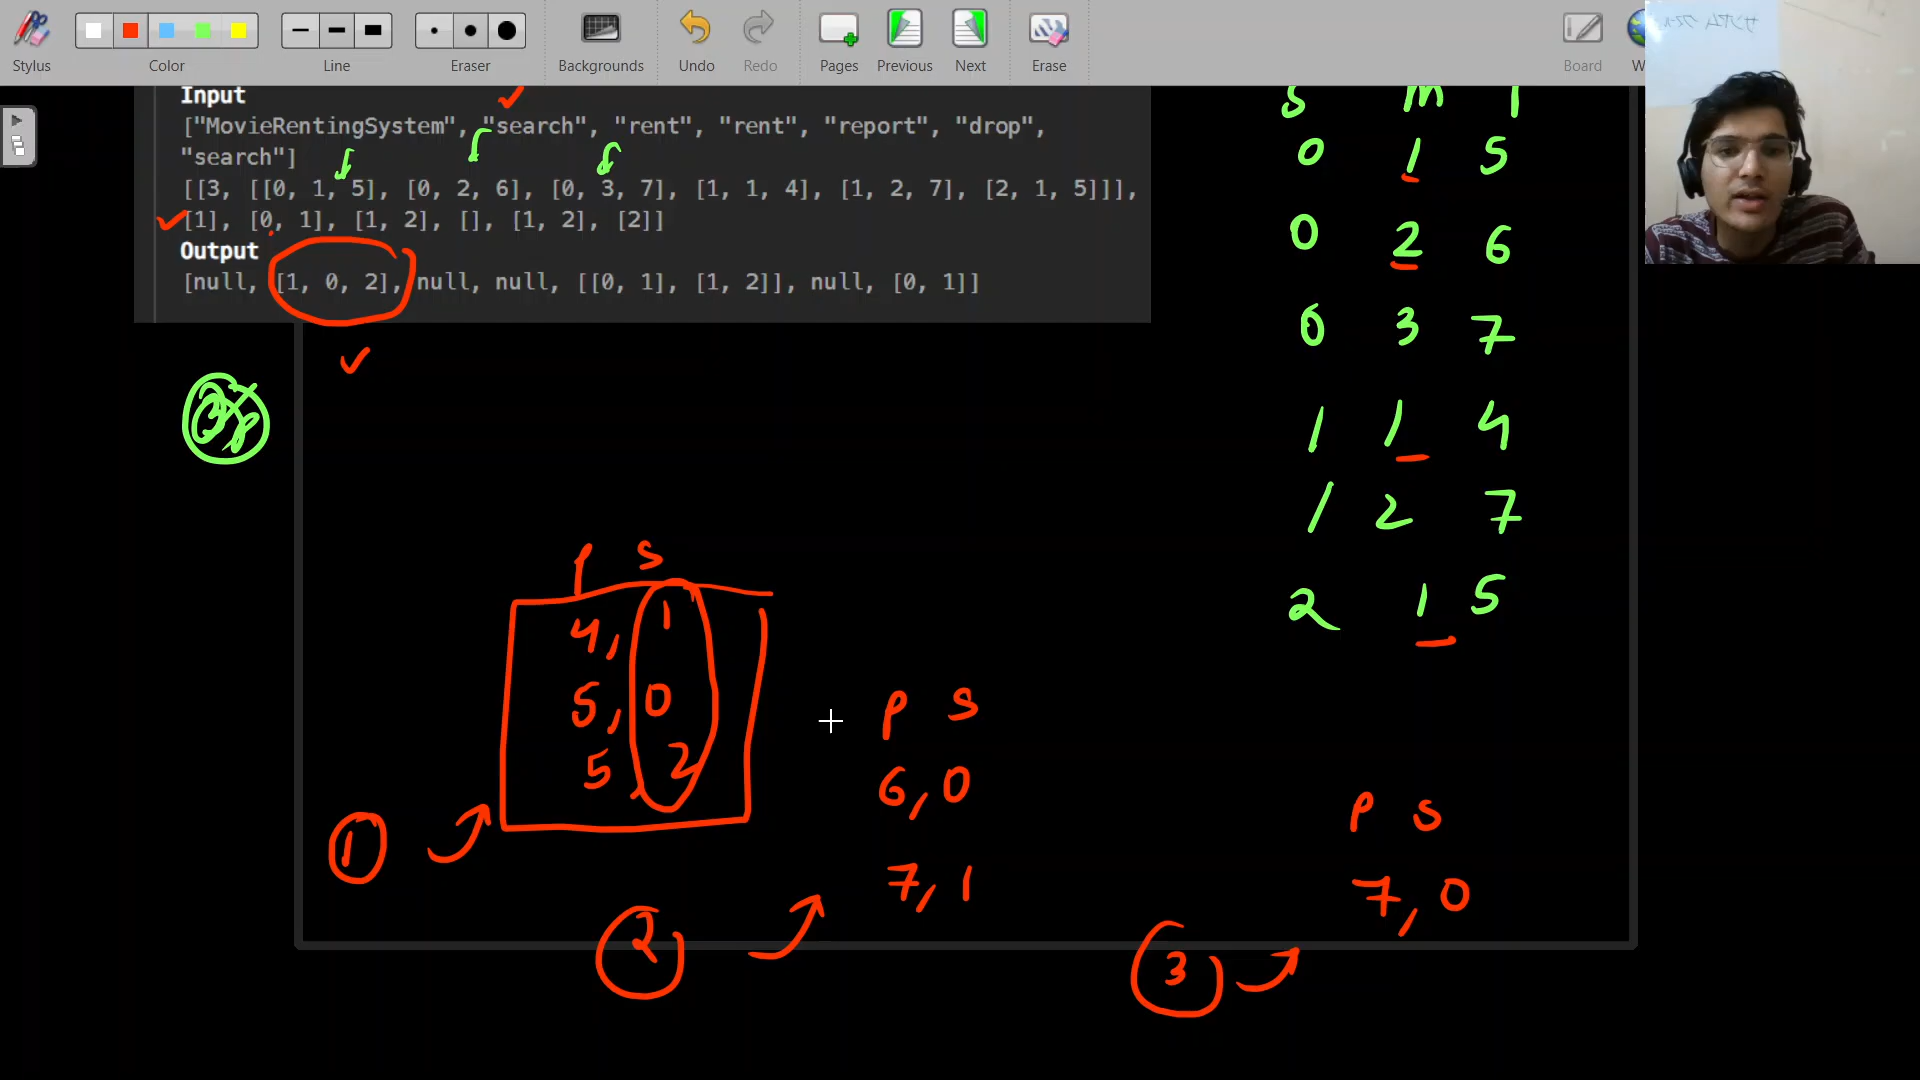 Stylus
Color
Line
Eraser
Backgrounds
Undo
Redo
Pages
Previous
Next
Erase
Board
W
Input
["MovieRentingSystem", "search", "rent", "rent", "report", "drop",
"search"]
[[3, [[0, 1, 5], [0, 2, 6], [0, 3, 7], [1, 1, 4], [1, 2, 7], [2, 1, 5]]],
[1], [0, 1], [1, 2], [], [1, 2], [2]]
Output
[null, [1, 0, 2], null, null, [[0, 1], [1, 2]], null, [0, 1]]
s m
0 1 5
0 2 6
0 3 7
1 1 4
1 2 7
2 1 5
P S
4, 1
5, 0
5, 2
1
P S
6, 0
7, 1
2
P S
7, 0
3